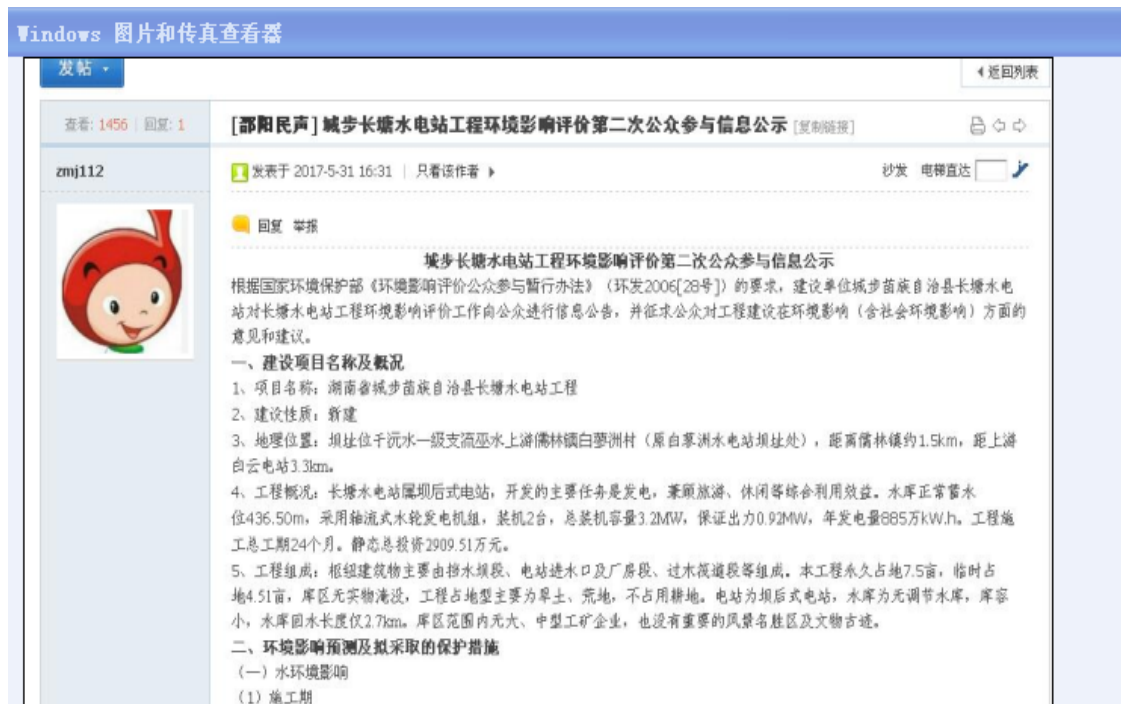 Windows 图片和传真查看器
发帖
返回列表
查看: 1456 | 回复: 1
[邵阳民声] 城步长塘水电站工程环境影响评价第二次公众参与信息公示 [复制链接]
zmj112
发表于 2017-5-31 16:31 | 只看该作者
沙发 电梯直达
回复 举报
城步长塘水电站工程环境影响评价第二次公众参与信息公示
根据国家环境保护部《环境影响评价公众参与暂行办法》（环发2006[28号]）的要求，建设单位城步苗族自治县长塘水电
站对长塘水电站工程环境影响评价工作向公众进行信息公告，并征求公众对工程建设在环境影响（含社会环境影响）方面的
意见和建议。
一、建设项目名称及概况
1、项目名称：湖南省城步苗族自治县长塘水电站工程
2、建设性质：新建
3、地理位置：坝址位于沅水一级支流巫水上游儒林镇白蓼洲村（原白蓼洲水电站坝址处），距离儒林镇约1.5km，距上游
白云电站3.3km。
4、工程概况：长塘水电站属坝后式电站，开发的主要任务是发电，兼顾旅游、休闲等综合利用效益。水库正常蓄水
位436.50m，采用轴流式水轮发电机组，装机2台，总装机容量3.2MW，保证出力0.92MW，年发电量885万kW.h。工程施
工总工期24个月。静态总投资2909.51万元。
5、工程组成：枢纽建筑物主要由挡水坝段、电站进水口及厂房段、过木筏道段等组成。本工程永久占地7.5亩，临时占
地4.51亩，库区无实物淹没，工程占地型主要为旱土、荒地，不占用耕地。电站为坝后式电站，水库为无调节水库，库容
小，水库回水长度仅2.7km。库区范围内无大、中型工矿企业，也没有重要的风景名胜区及文物古迹。
二、环境影响预测及拟采取的保护措施
（一）水环境影响
（1）施工期